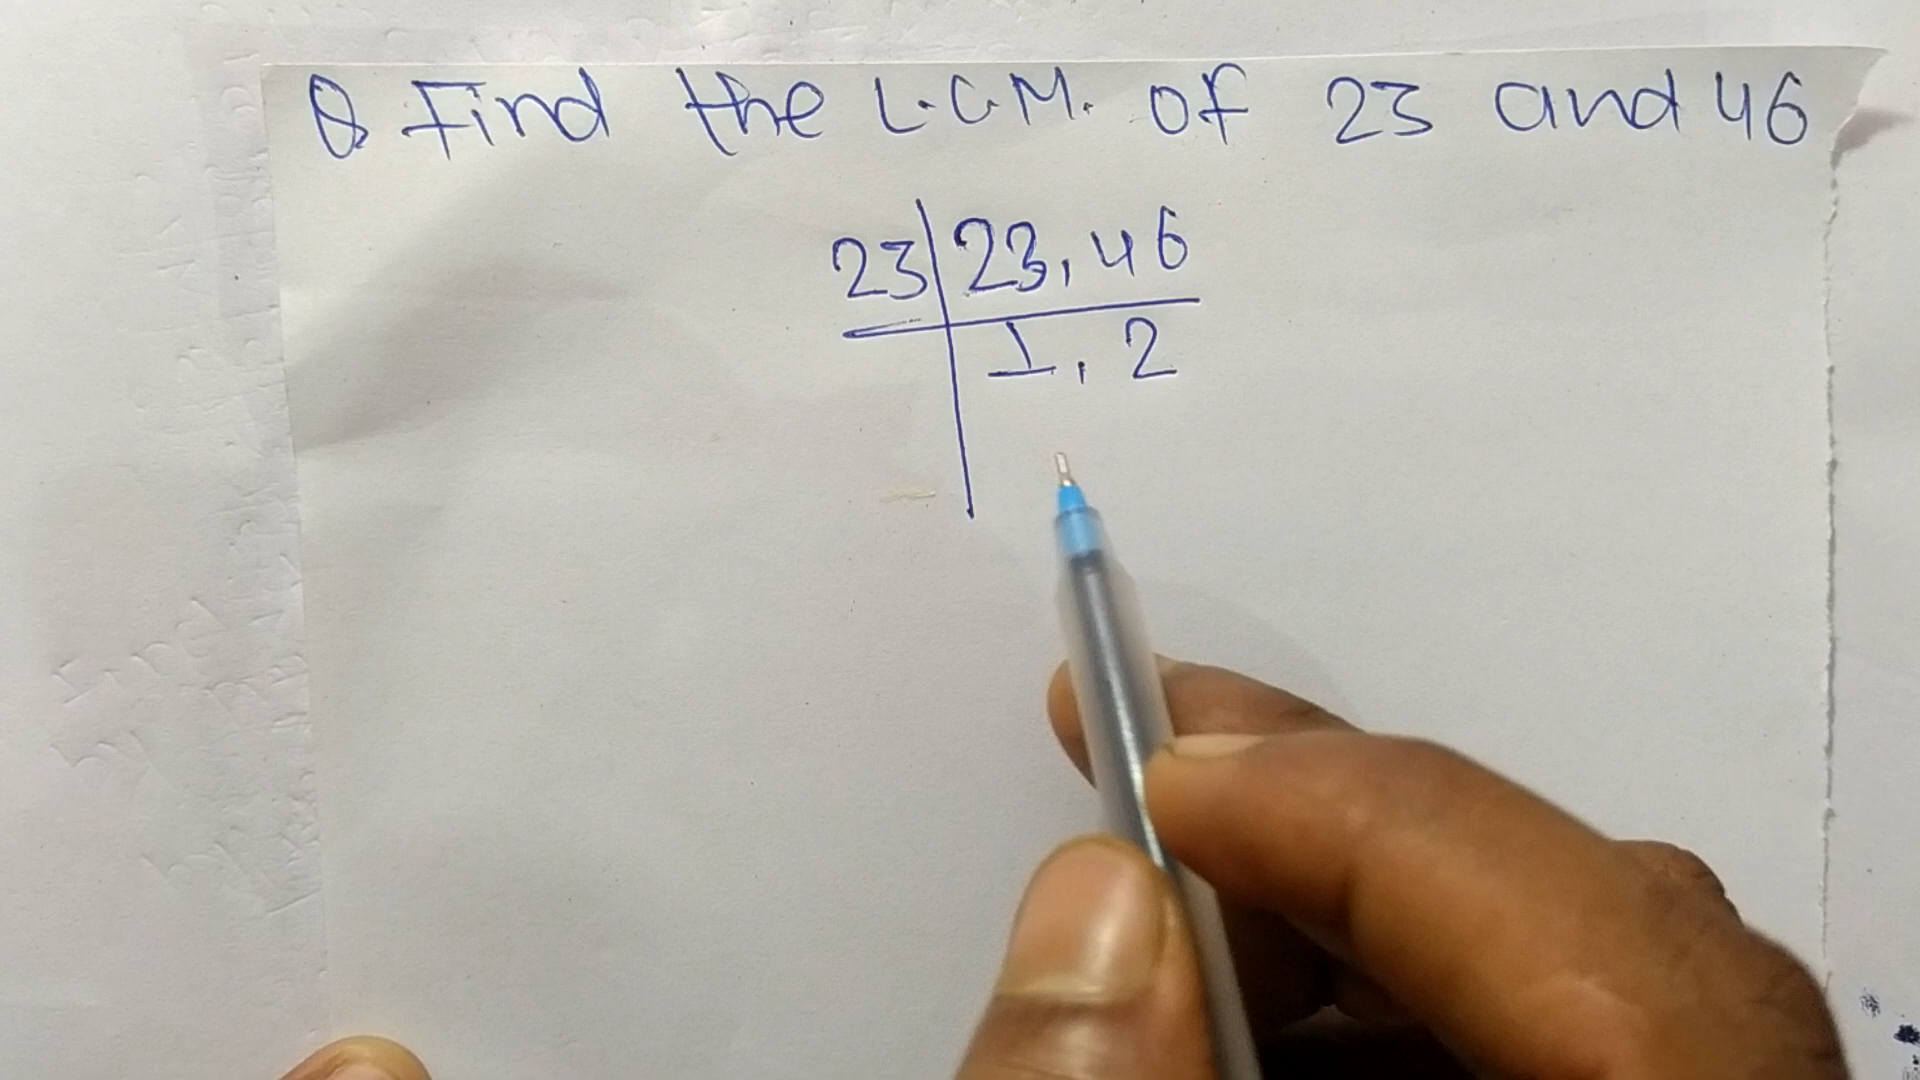 Q Find the L.C.M. of 23 and 46
23 | 23, 46
1, 2